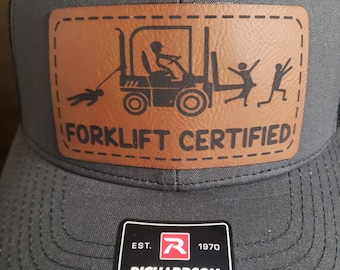 FORKLIFT CERTIFIED
EST. R 1970
RICHARDSON